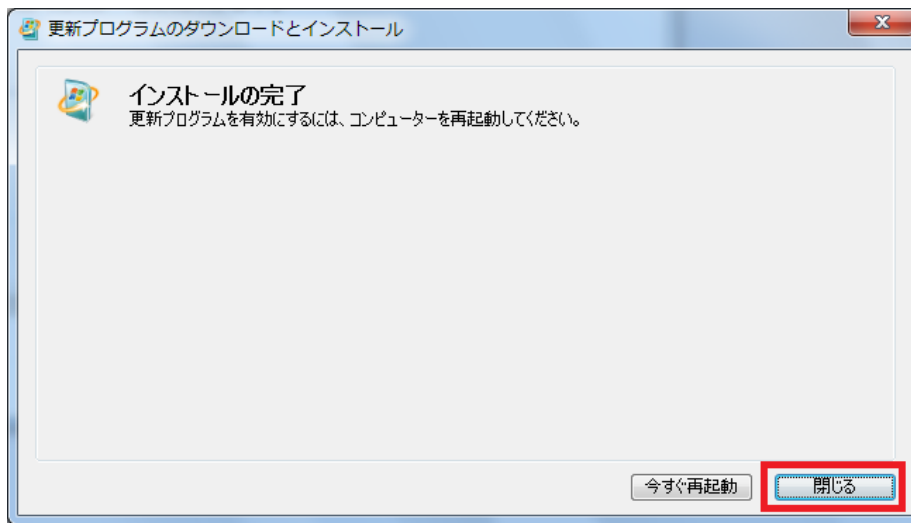 更新プログラムのダウンロードとインストール
インストールの完了
更新プログラムを有効にするには、コンピューターを再起動してください。
今すぐ再起動
閉じる